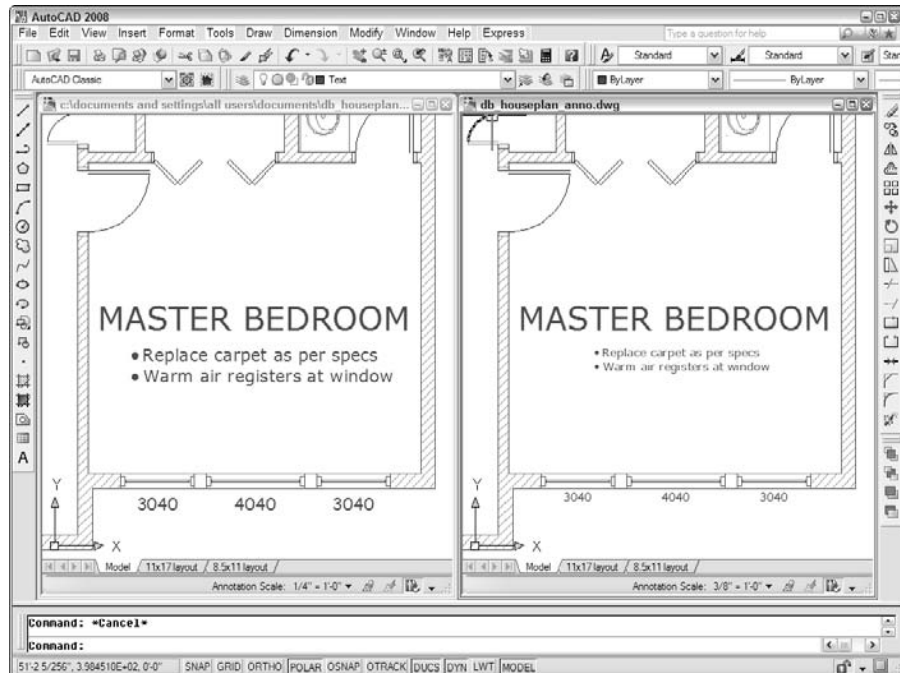 AutoCAD 2008
File Edit View Insert Format Tools Draw Dimension Modify Window Help Express Type a question for help
Standard Standard Stan
AutoCAD Classic Text ByLayer ByLayer
c:\documents and settings\all users\documents\db_houseplan... db_houseplan_anno.dwg
MASTER BEDROOM
• Replace carpet as per specs
• Warm air registers at window
3040 4040 3040
Y
X
Model 11x17 layout 8.5x11 layout
Annotation Scale: 1/4" = 1'-0"
MASTER BEDROOM
• Replace carpet as per specs
• Warm air registers at window
3040 4040 3040
Y
X
Model 11x17 layout 8.5x11 layout
Annotation Scale: 3/8" = 1'-0"
A
Command: *Cancel*
Command:
51'-2 5/256", 3.984510E+02, 0'-0" SNAP GRID ORTHO POLAR OSNAP OTRACK DUCS DYN LWT MODEL